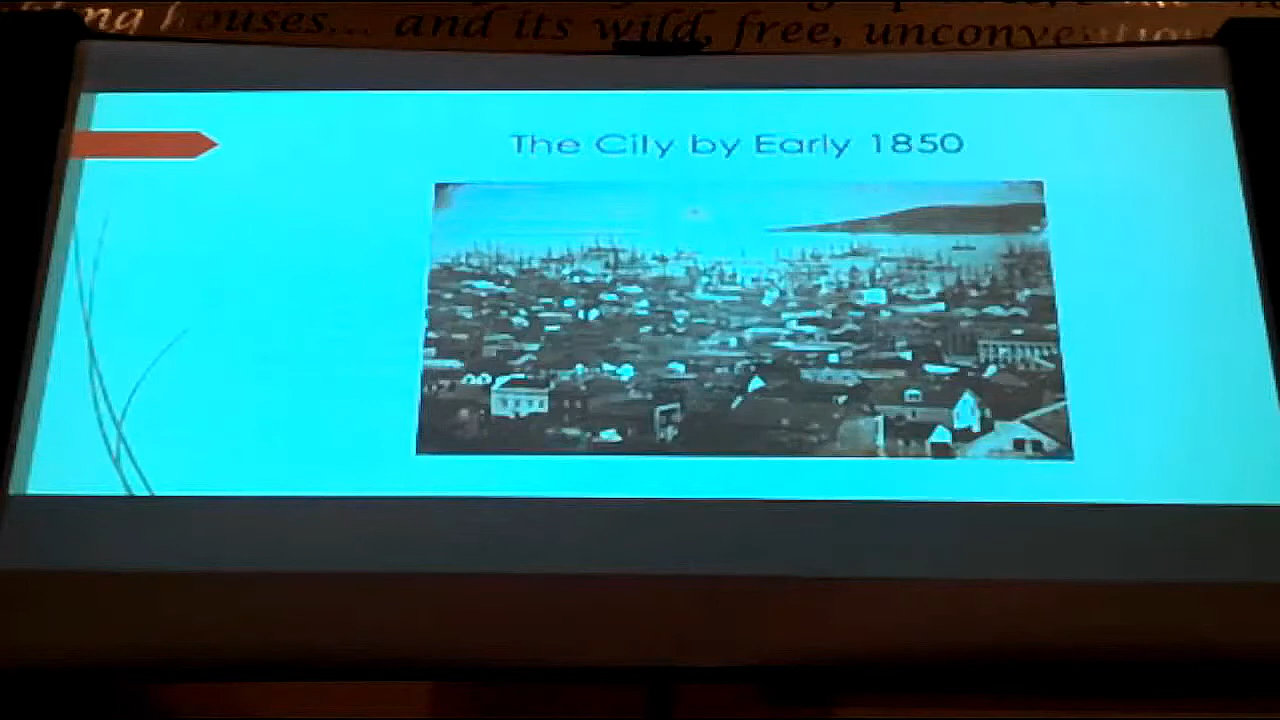 houses... and its wild, free,
The City by Early 1850